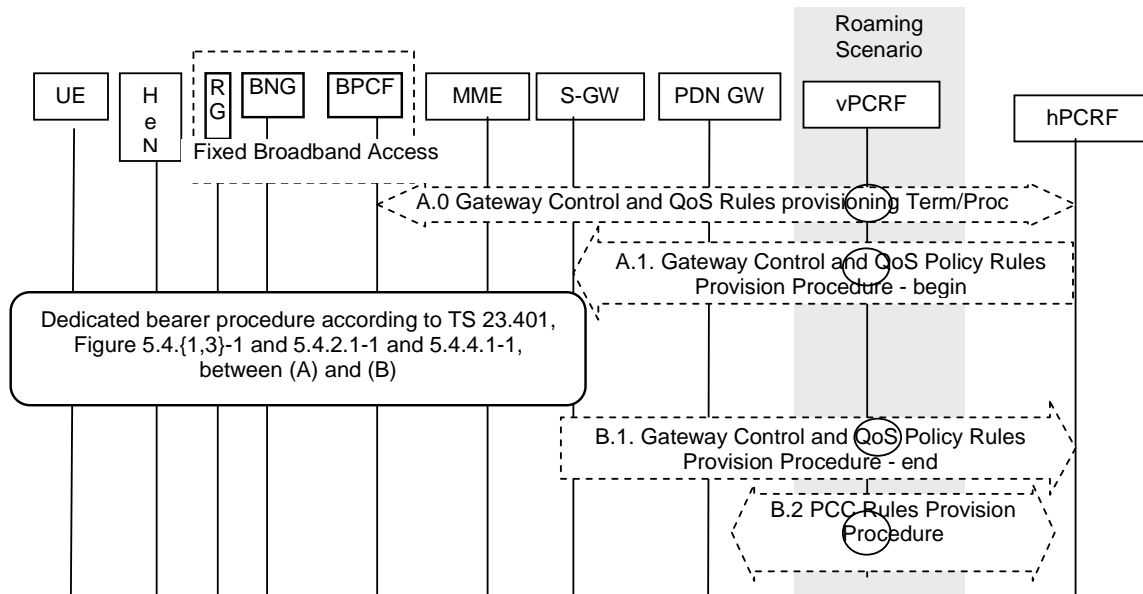 Roaming
Scenario
UE
H
e
N
R
G
BNG
BPCF
MME
S-GW
PDN GW
vPCRF
hPCRF
Fixed Broadband Access
A.0 Gateway Control and QoS Rules provisioning Term/Proc
A.1. Gateway Control and QoS Policy Rules
Provision Procedure - begin
Dedicated bearer procedure according to TS 23.401,
Figure 5.4.{1,3}-1 and 5.4.2.1-1 and 5.4.4.1-1,
between (A) and (B)
B.1. Gateway Control and QoS Policy Rules
Provision Procedure - end
B.2 PCC Rules Provision
Procedure